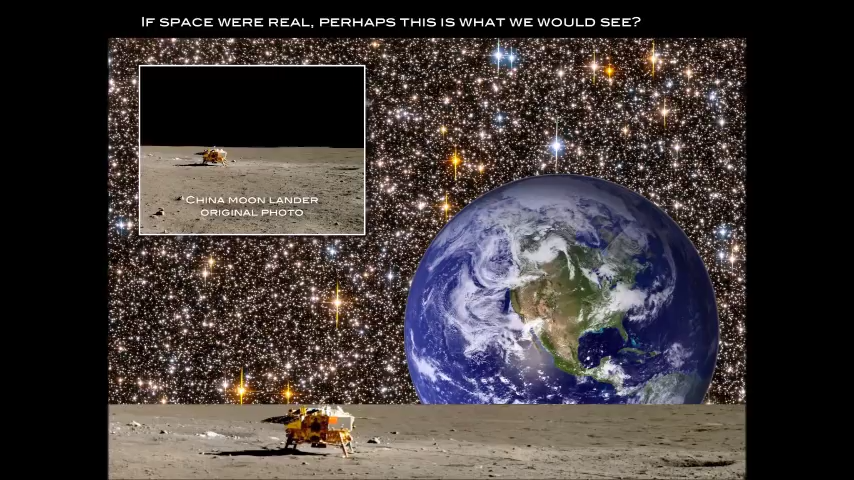 If space were real, perhaps this is what we would see?
*China moon lander
original photo